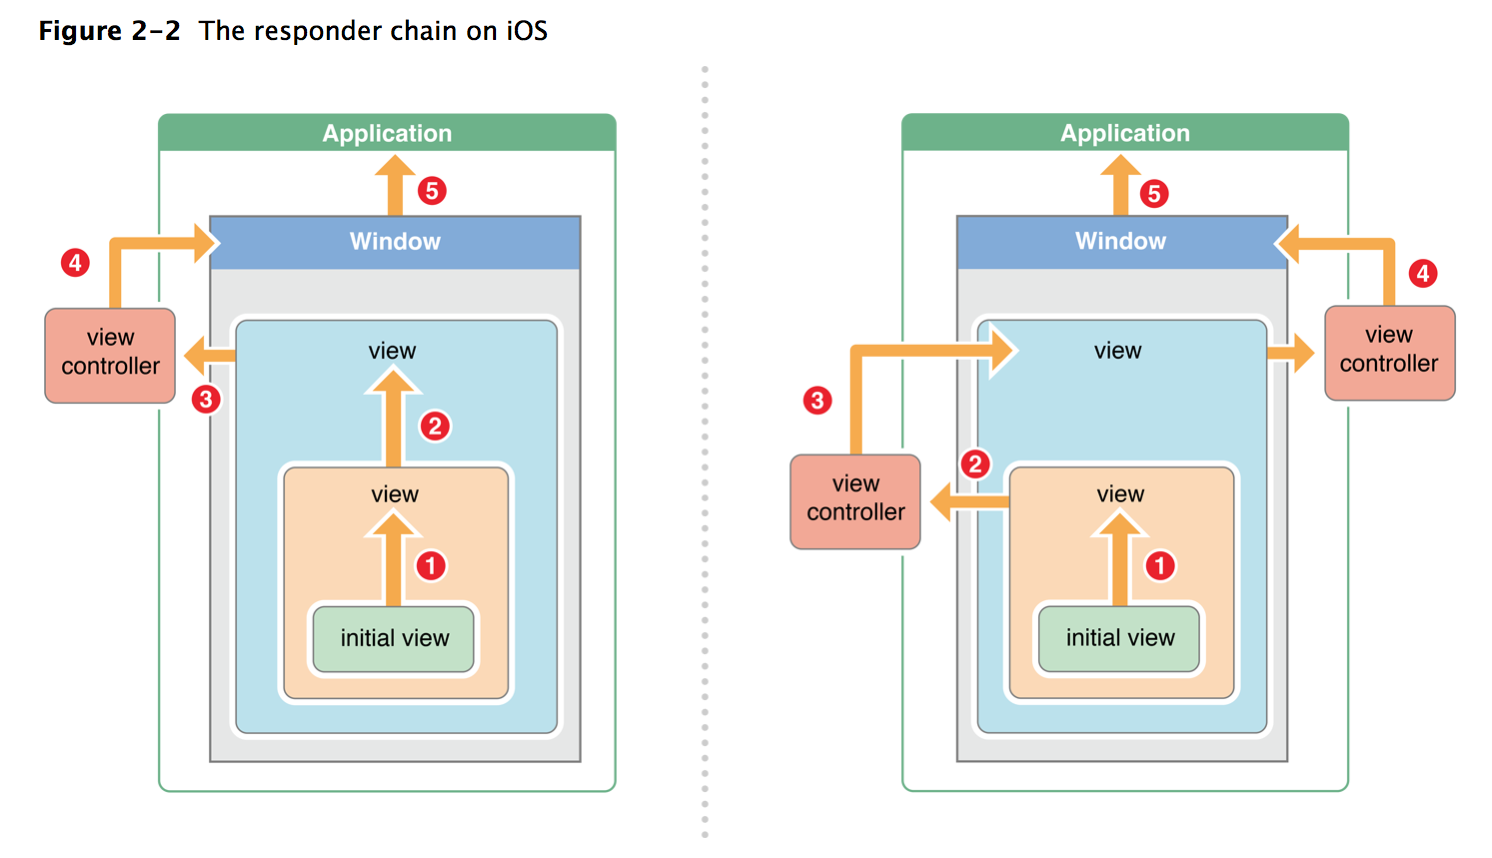 Figure 2-2 The responder chain on iOS
Application
5
Window
4
view
controller
3
view
2
view
1
initial view
Application
5
Window
4
view
controller
view
3
view
controller
2
view
1
initial view